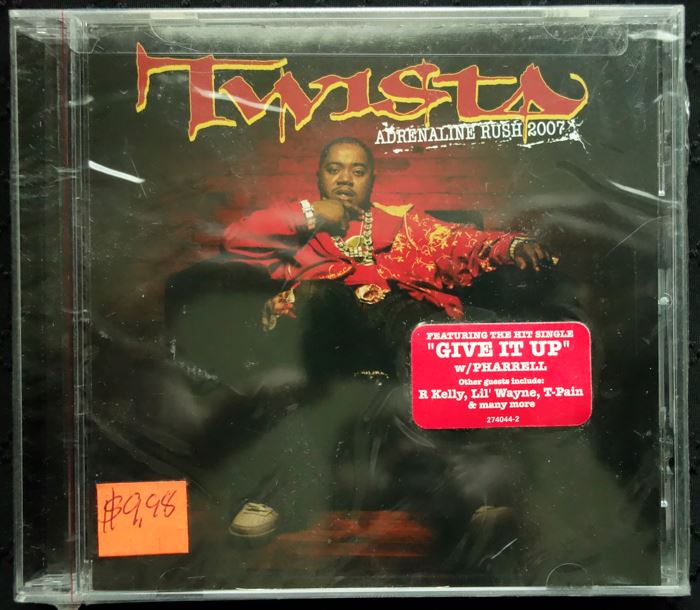 Twista
ADRENALINE RUSH 2007
FEATURING THE HIT SINGLE
"GIVE IT UP"
w/PHARRELL
Other guests include:
R Kelly, Lil' Wayne, T-Pain
& many more
274044-2
$9.98